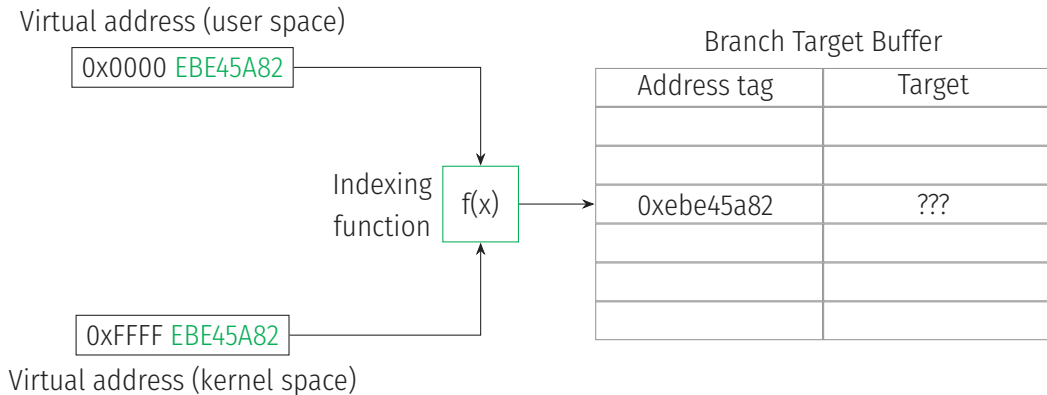 Virtual address (user space)
0x0000 EBE45A82
Indexing
function
f(x)
0xFFFF EBE45A82
Virtual address (kernel space)
Branch Target Buffer
Address tag Target
0xebe45a82 ???